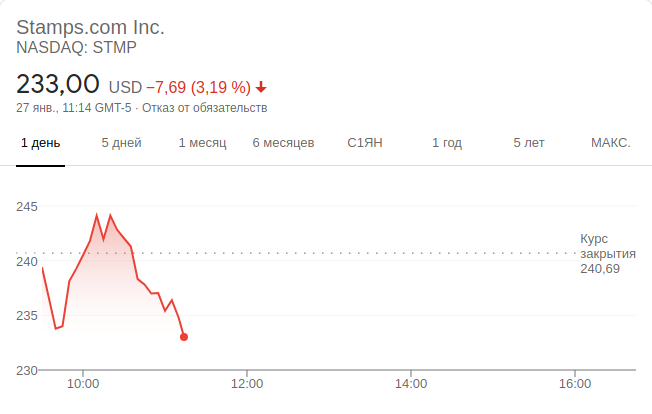 Stamps.com Inc.
NASDAQ: STMP
233,00 USD −7,69 (3,19 %)
27 янв., 11:14 GMT-5 · Отказ от обязательств
1 день 5 дней 1 месяц 6 месяцев С1ЯН 1 год 5 лет МАКС.
245
240
235
230
Курс
закрытия
240,69
10:00 12:00 14:00 16:00